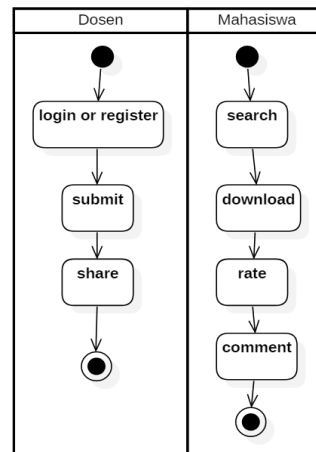 Dosen
login or register
submit
share
Mahasiswa
search
download
rate
comment